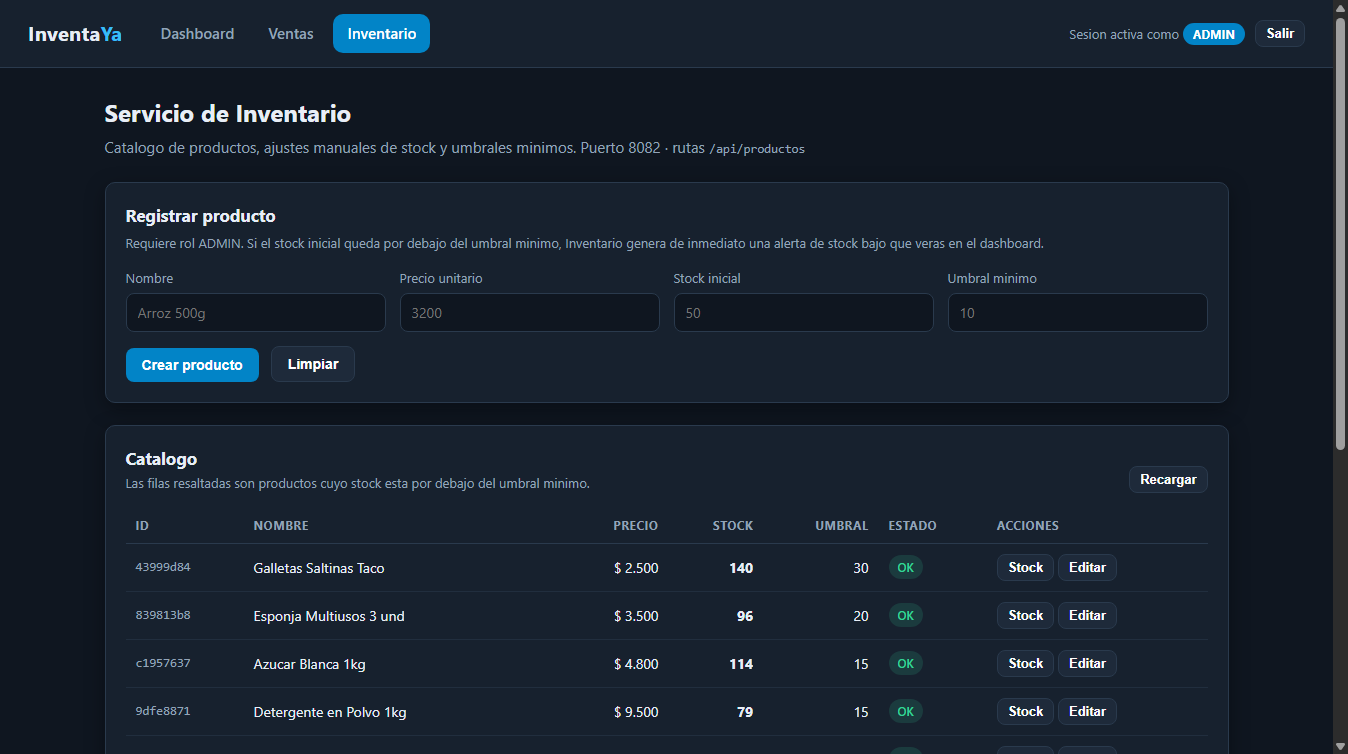 InventaYa Dashboard Ventas Inventario Sesion activa como ADMIN Salir
Servicio de Inventario
Catalogo de productos, ajustes manuales de stock y umbrales minimos. Puerto 8082 · rutas /api/productos
Registrar producto
Requiere rol ADMIN. Si el stock inicial queda por debajo del umbral minimo, Inventario genera de inmediato una alerta de stock bajo que veras en el dashboard.
Nombre Precio unitario Stock inicial Umbral minimo
Arroz 500g 3200 50 10
Crear producto Limpiar
Catalogo
Las filas resaltadas son productos cuyo stock esta por debajo del umbral minimo.
Recargar
ID NOMBRE PRECIO STOCK UMBRAL ESTADO ACCIONES
43999d84 Galletas Saltinas Taco $ 2.500 140 30 OK Stock Editar
839813b8 Esponja Multiusos 3 und $ 3.500 96 20 OK Stock Editar
c1957637 Azucar Blanca 1kg $ 4.800 114 15 OK Stock Editar
9dfe8871 Detergente en Polvo 1kg $ 9.500 79 15 OK Stock Editar